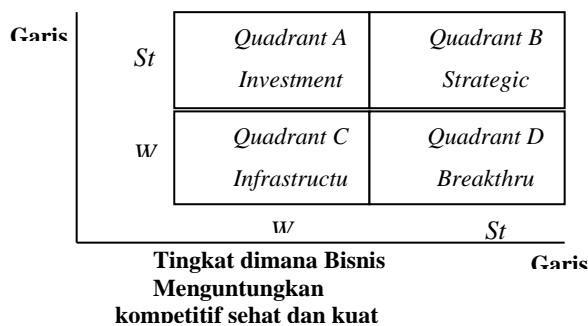 Garis
St
Quadrant A
Investment
Quadrant B
Strategic
W
Quadrant C
Infrastructu
Quadrant D
Breakthru
W
St
Tingkat dimana Bisnis
Menguntungkan
kompetitif sehat dan kuat
Garis